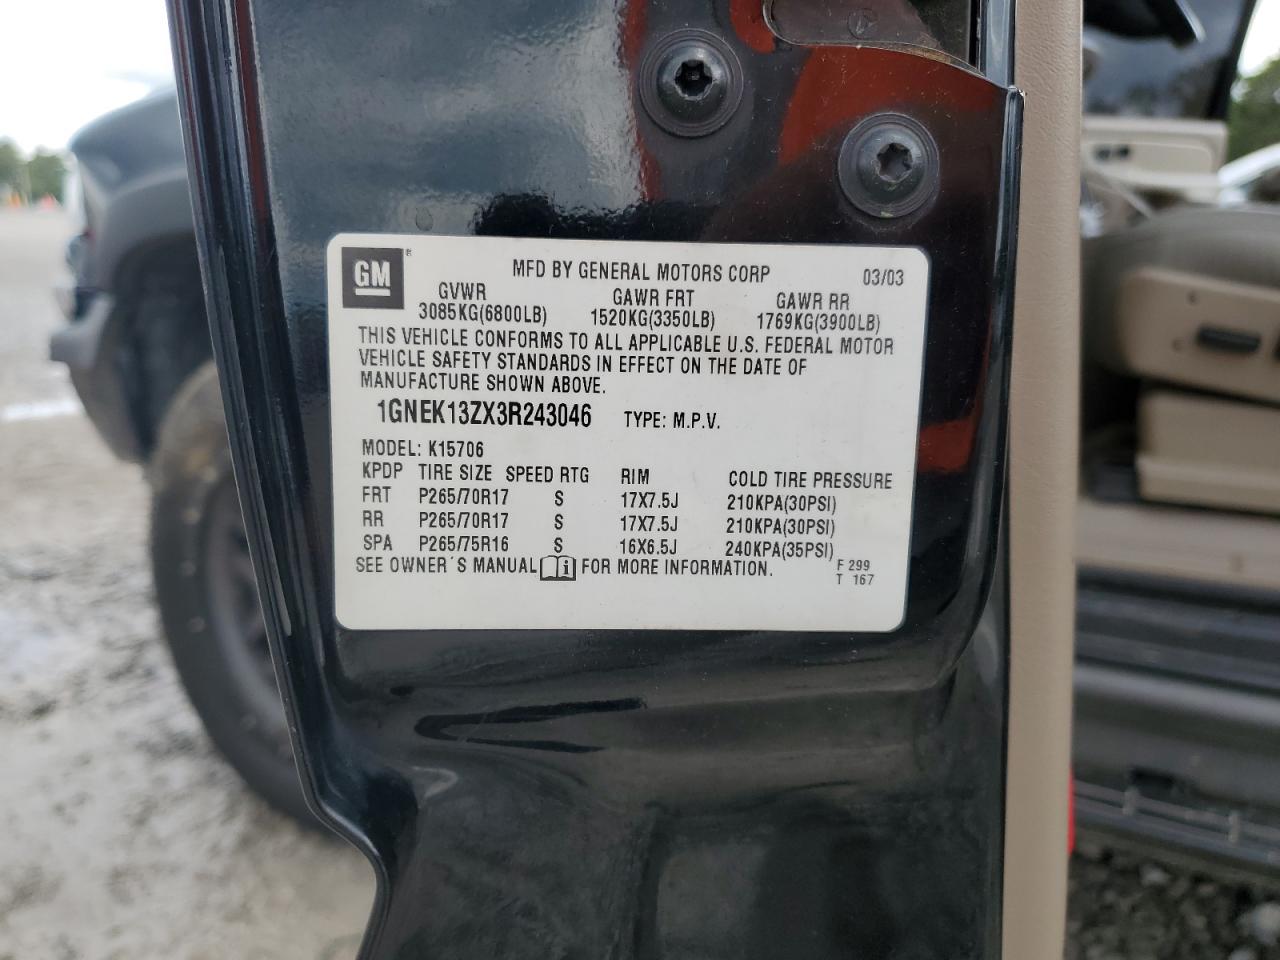 GM ® MFD BY GENERAL MOTORS CORP 03/03
GVWR GAWR FRT GAWR RR
3085KG(6800LB) 1520KG(3350LB) 1769KG(3900LB)
THIS VEHICLE CONFORMS TO ALL APPLICABLE U.S. FEDERAL MOTOR
VEHICLE SAFETY STANDARDS IN EFFECT ON THE DATE OF
MANUFACTURE SHOWN ABOVE.
1GNEK13ZX3R243046 TYPE: M.P.V.
MODEL: K15706
KPDP TIRE SIZE SPEED RTG RIM COLD TIRE PRESSURE
FRT P265/70R17 S 17X7.5J 210KPA(30PSI)
RR P265/70R17 S 17X7.5J 210KPA(30PSI)
SPA P265/75R16 S 16X6.5J 240KPA(35PSI)
SEE OWNER´S MANUAL i FOR MORE INFORMATION. F 299
T 167